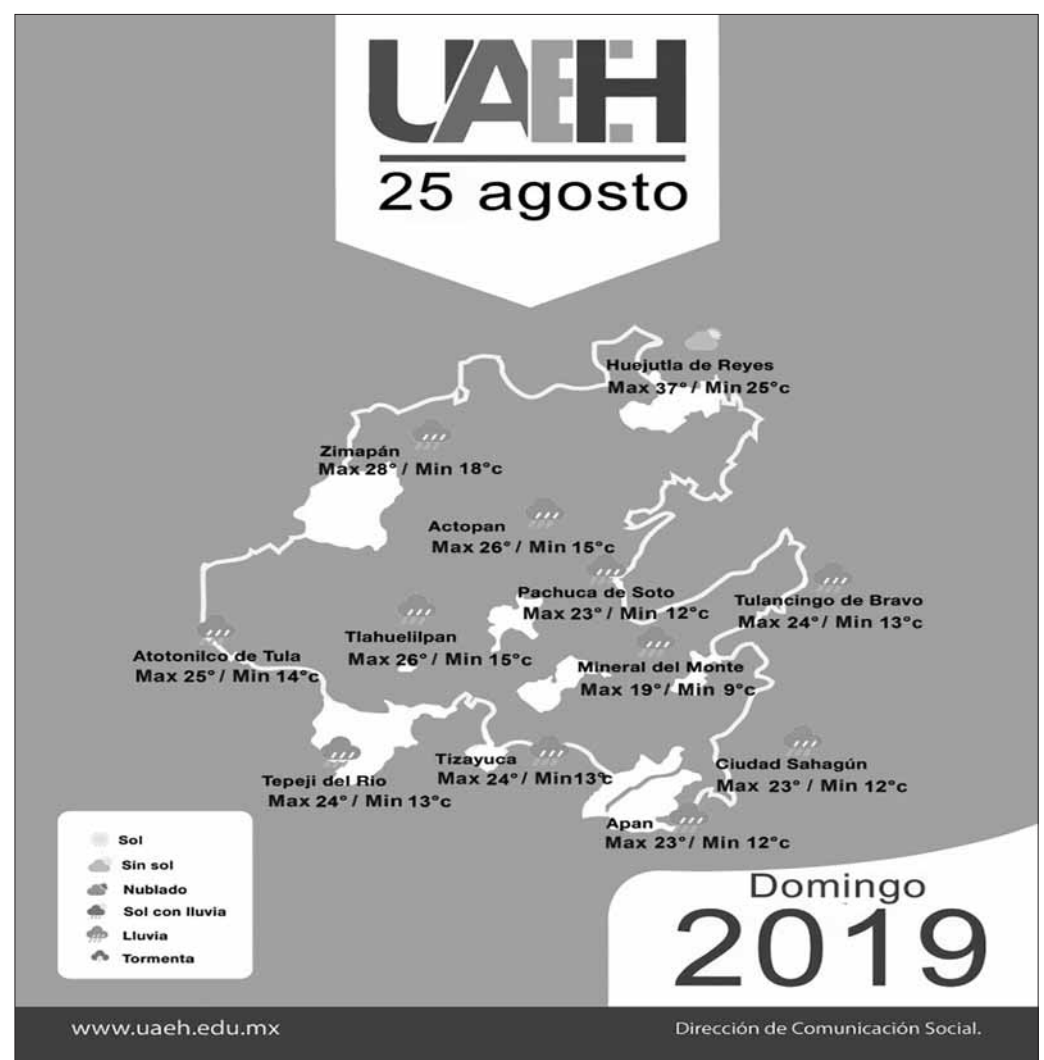 UAEH
25 agosto
Huejutla de Reyes
Max 37° / Min 25°c
Zimapán
Max 28° / Min 18°c
Actopan
Max 26° / Min 15°c
Pachuca de Soto
Max 23° / Min 12°c
Tulancingo de Bravo
Max 24° / Min 13°c
Tlahuelilpan
Max 26° / Min 15°c
Atotonilco de Tula
Max 25° / Min 14°c
Mineral del Monte
Max 19° / Min 9°c
Tizayuca
Max 24° / Min13°c
Ciudad Sahagún
Max 23° / Min 12°c
Tepeji del Rio
Max 24° / Min 13°c
Apan
Max 23° / Min 12°c
Sol
Sin sol
Nublado
Sol con lluvia
Lluvia
Tormenta
Domingo
2019
www.uaeh.edu.mx
Dirección de Comunicación Social.